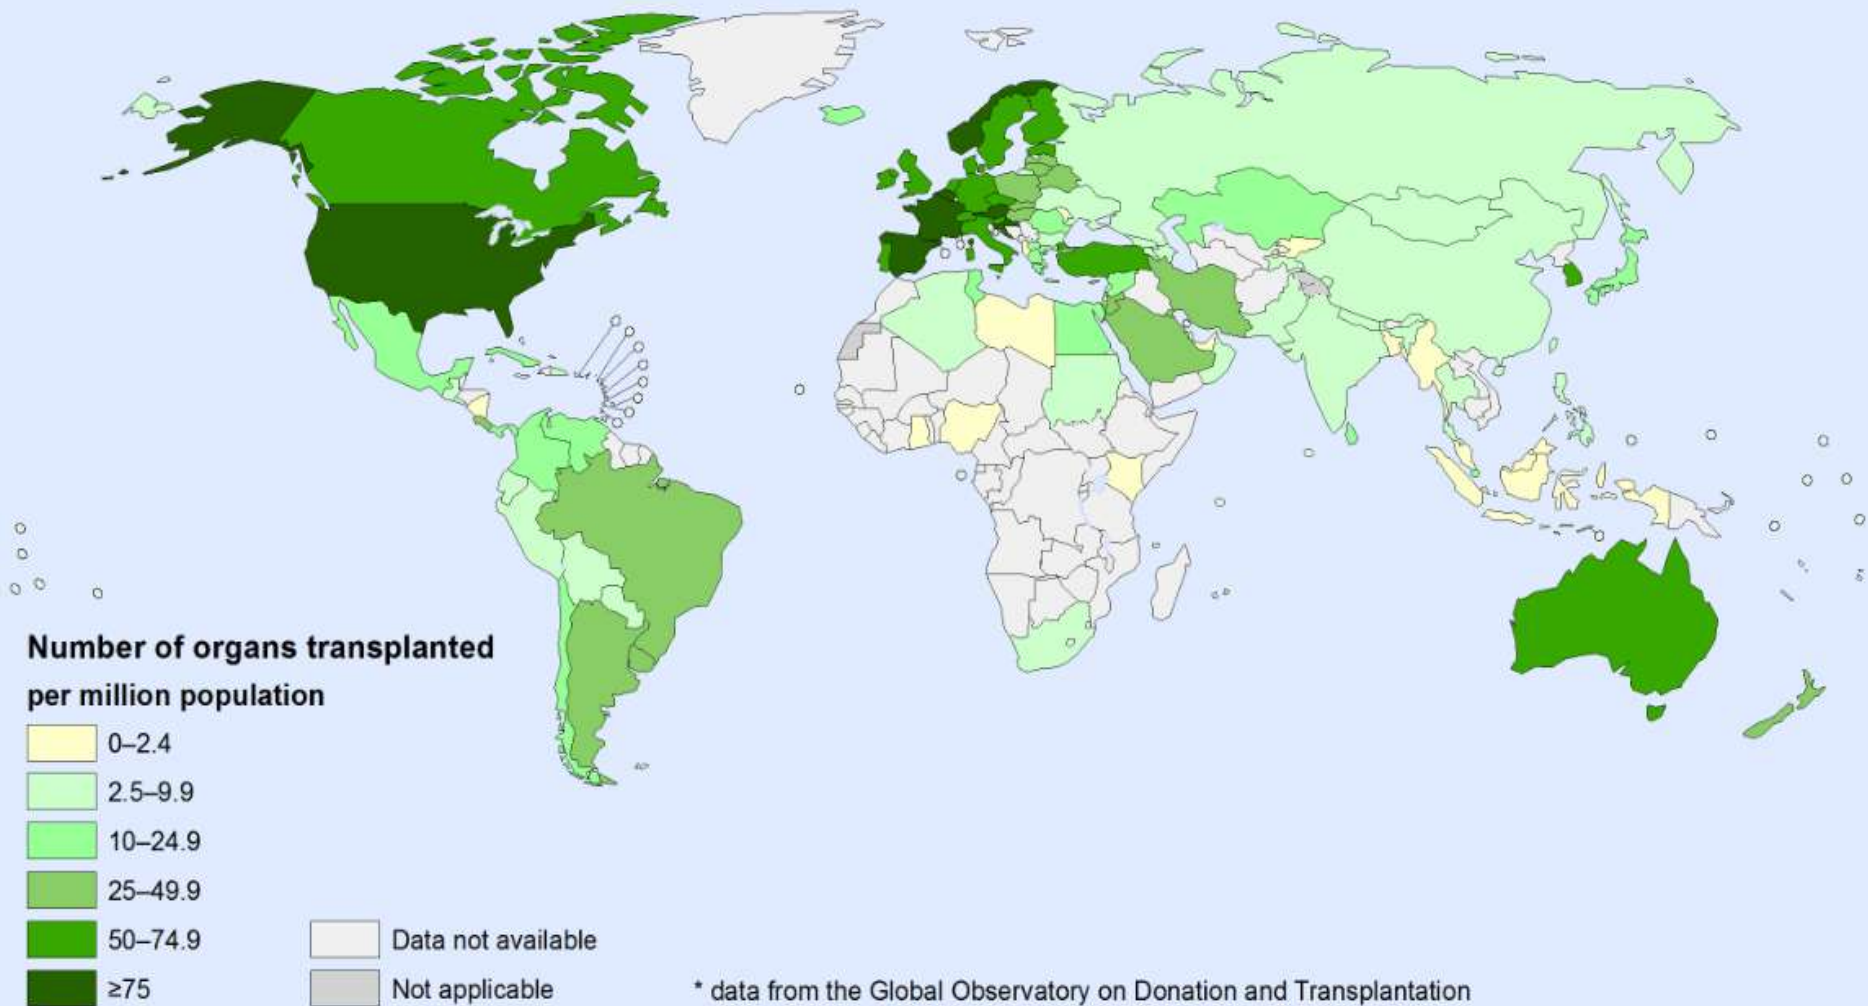 Number of organs transplanted
per million population
0–2.4
2.5–9.9
10–24.9
25–49.9
50–74.9
≥75
Data not available
Not applicable
* data from the Global Observatory on Donation and Transplantation